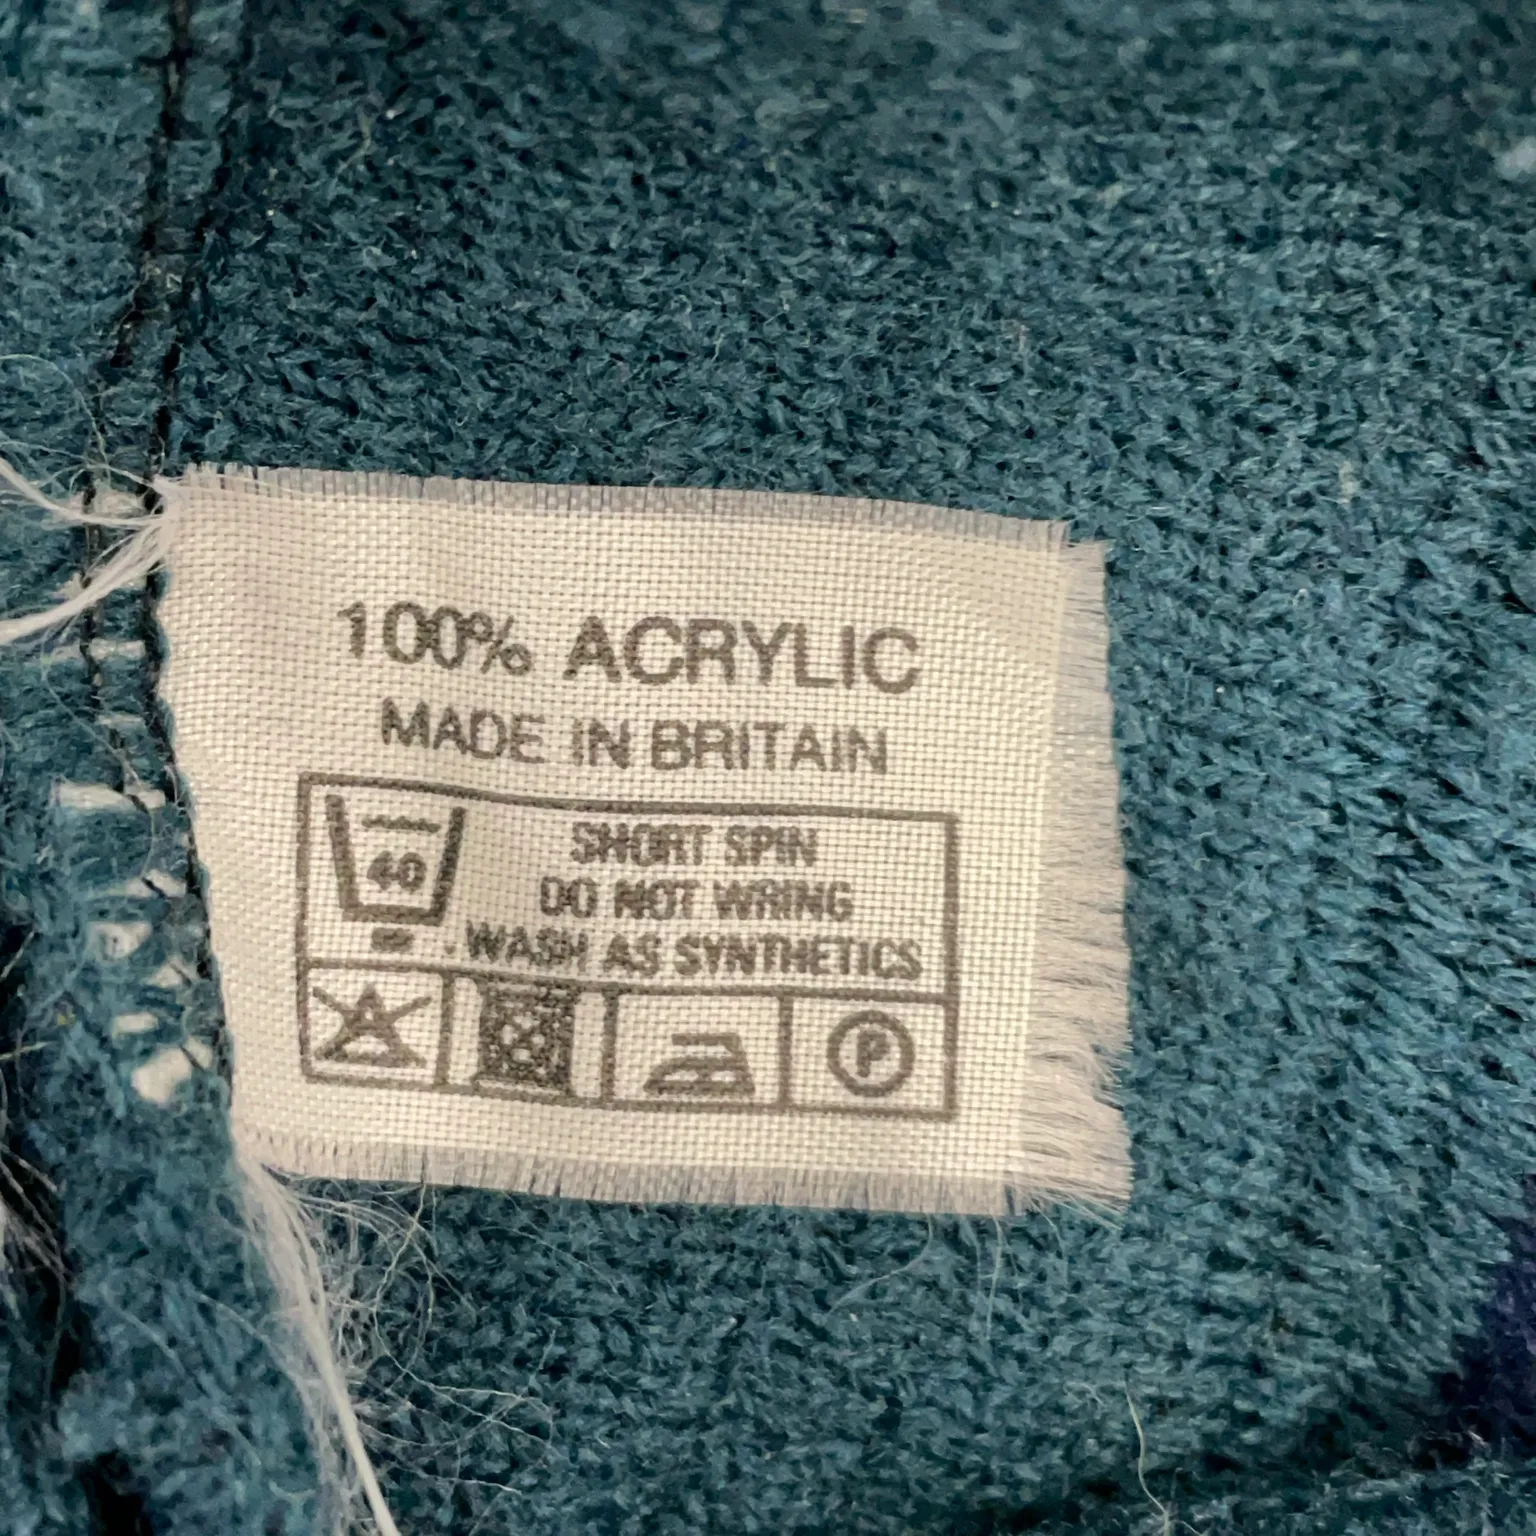 100% ACRYLIC
MADE IN BRITAIN
40
SHORT SPIN
DO NOT WRING
WASH AS SYNTHETICS
P